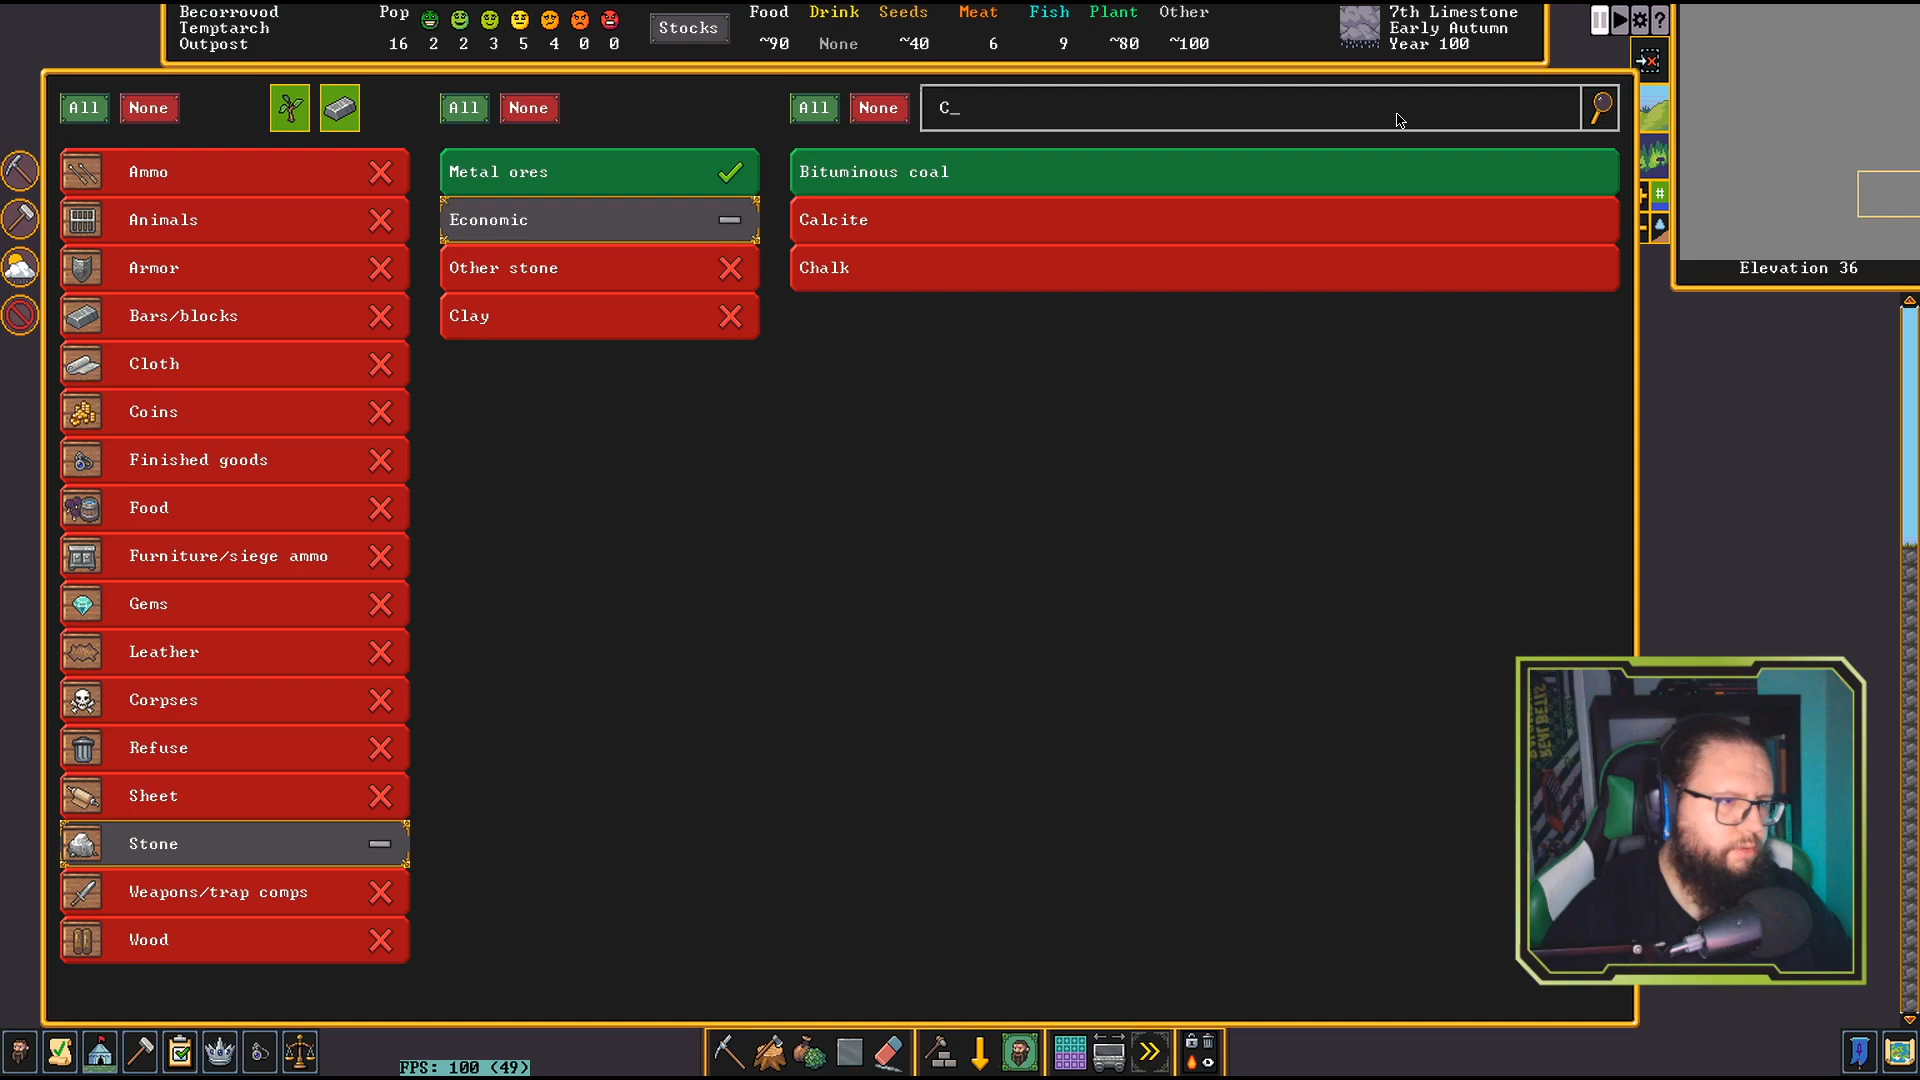 Becorrovod
Temptarch
Outpost
Pop
16 2 2 3 5 4 0 0
Stocks
Food Drink Seeds Meat Fish Plant Other
~90 None ~40 6 9 ~80 ~100
7th Limestone
Early Autumn
Year 100
?
All None
All None
All None
C_
Ammo
Animals
Armor
Bars/blocks
Cloth
Coins
Finished goods
Food
Furniture/siege ammo
Gems
Leather
Corpses
Refuse
Sheet
Stone
Weapons/trap comps
Wood
Metal ores
Economic
Other stone
Clay
Bituminous coal
Calcite
Chalk
#
Elevation 36
FPS: 100 (49)